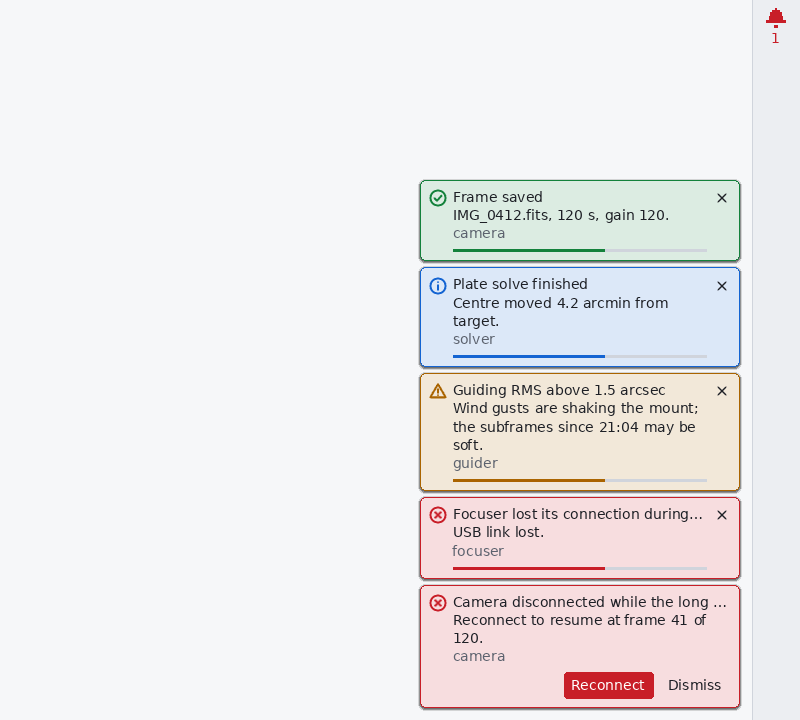 1
Frame saved
IMG_0412.fits, 120 s, gain 120.
camera
Plate solve finished
Centre moved 4.2 arcmin from
target.
solver
Guiding RMS above 1.5 arcsec
Wind gusts are shaking the mount;
the subframes since 21:04 may be
soft.
guider
Focuser lost its connection during…
USB link lost.
focuser
Camera disconnected while the long …
Reconnect to resume at frame 41 of
120.
camera
Reconnect Dismiss